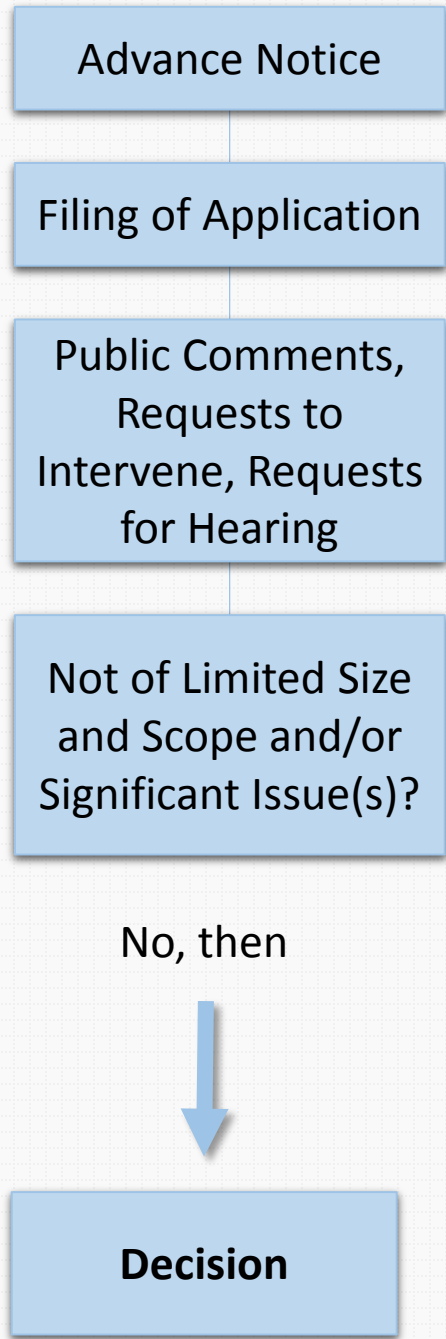 Advance Notice
Filing of Application
Public Comments,
Requests to
Intervene, Requests
for Hearing
Not of Limited Size
and Scope and/or
Significant Issue(s)?
No, then
Decision